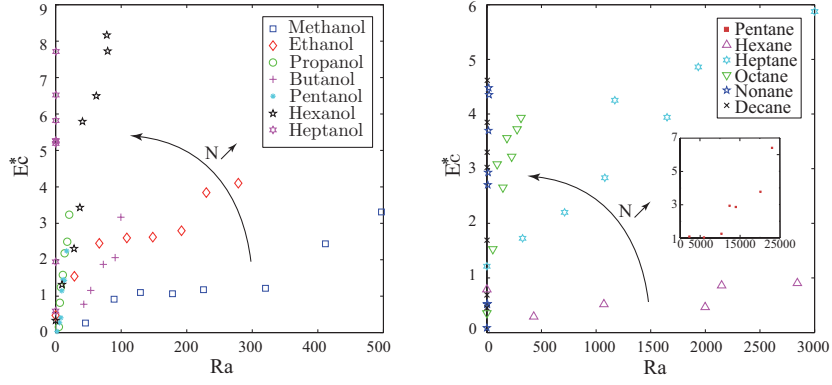 9
8
7
6
5
4
3
2
1
0
Ec*
0 100 200 300 400 500
Ra
N
Methanol
Ethanol
Propanol
Butanol
Pentanol
Hexanol
Heptanol
6
5
4
3
2
1
0
Ec*
0 500 1000 1500 2000 2500 3000
Ra
N
Pentane
Hexane
Heptane
Octane
Nonane
Decane
7
5
3
1
0 5000 15000 25000